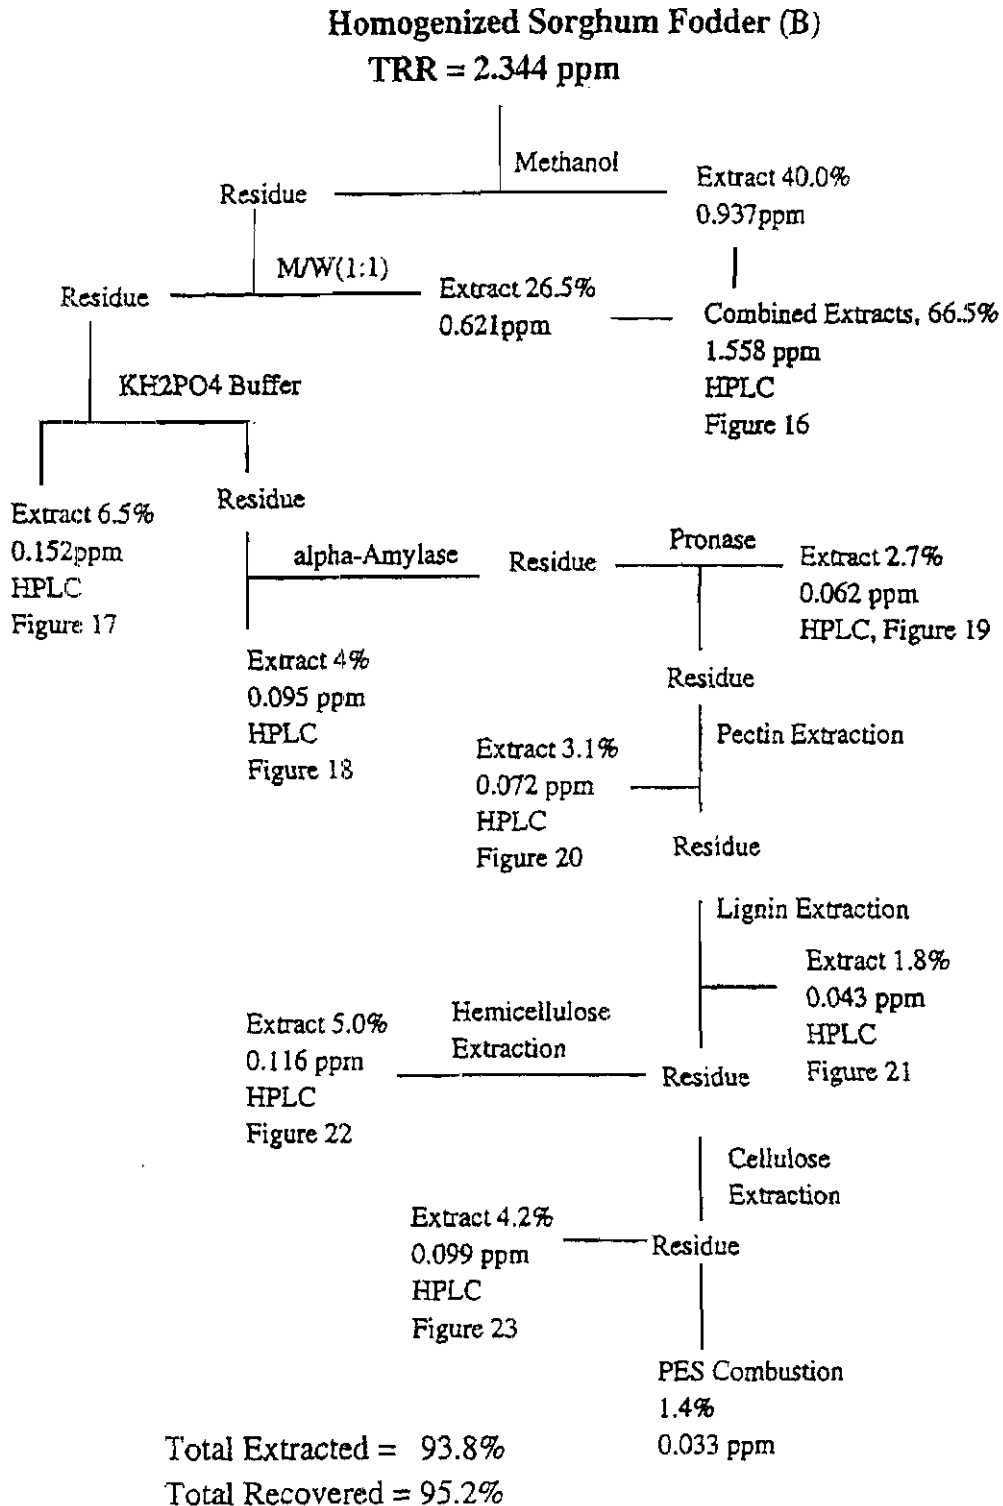 Homogenized Sorghum Fodder (B)
TRR = 2.344 ppm
Methanol
Residue
Extract 40.0%
0.937ppm
M/W(1:1)
Residue
Extract 26.5%
0.621ppm
Combined Extracts, 66.5%
1.558 ppm
HPLC
Figure 16
KH2PO4 Buffer
Extract 6.5%
0.152ppm
HPLC
Figure 17
Residue
alpha-Amylase
Residue
Pronase
Extract 2.7%
0.062 ppm
HPLC, Figure 19
Extract 4%
0.095 ppm
HPLC
Figure 18
Residue
Pectin Extraction
Extract 3.1%
0.072 ppm
HPLC
Figure 20
Residue
Lignin Extraction
Extract 1.8%
0.043 ppm
HPLC
Figure 21
Hemicellulose
Extraction
Extract 5.0%
0.116 ppm
HPLC
Figure 22
Residue
Cellulose
Extraction
Extract 4.2%
0.099 ppm
HPLC
Figure 23
Residue
PES Combustion
1.4%
0.033 ppm
Total Extracted = 93.8%
Total Recovered = 95.2%